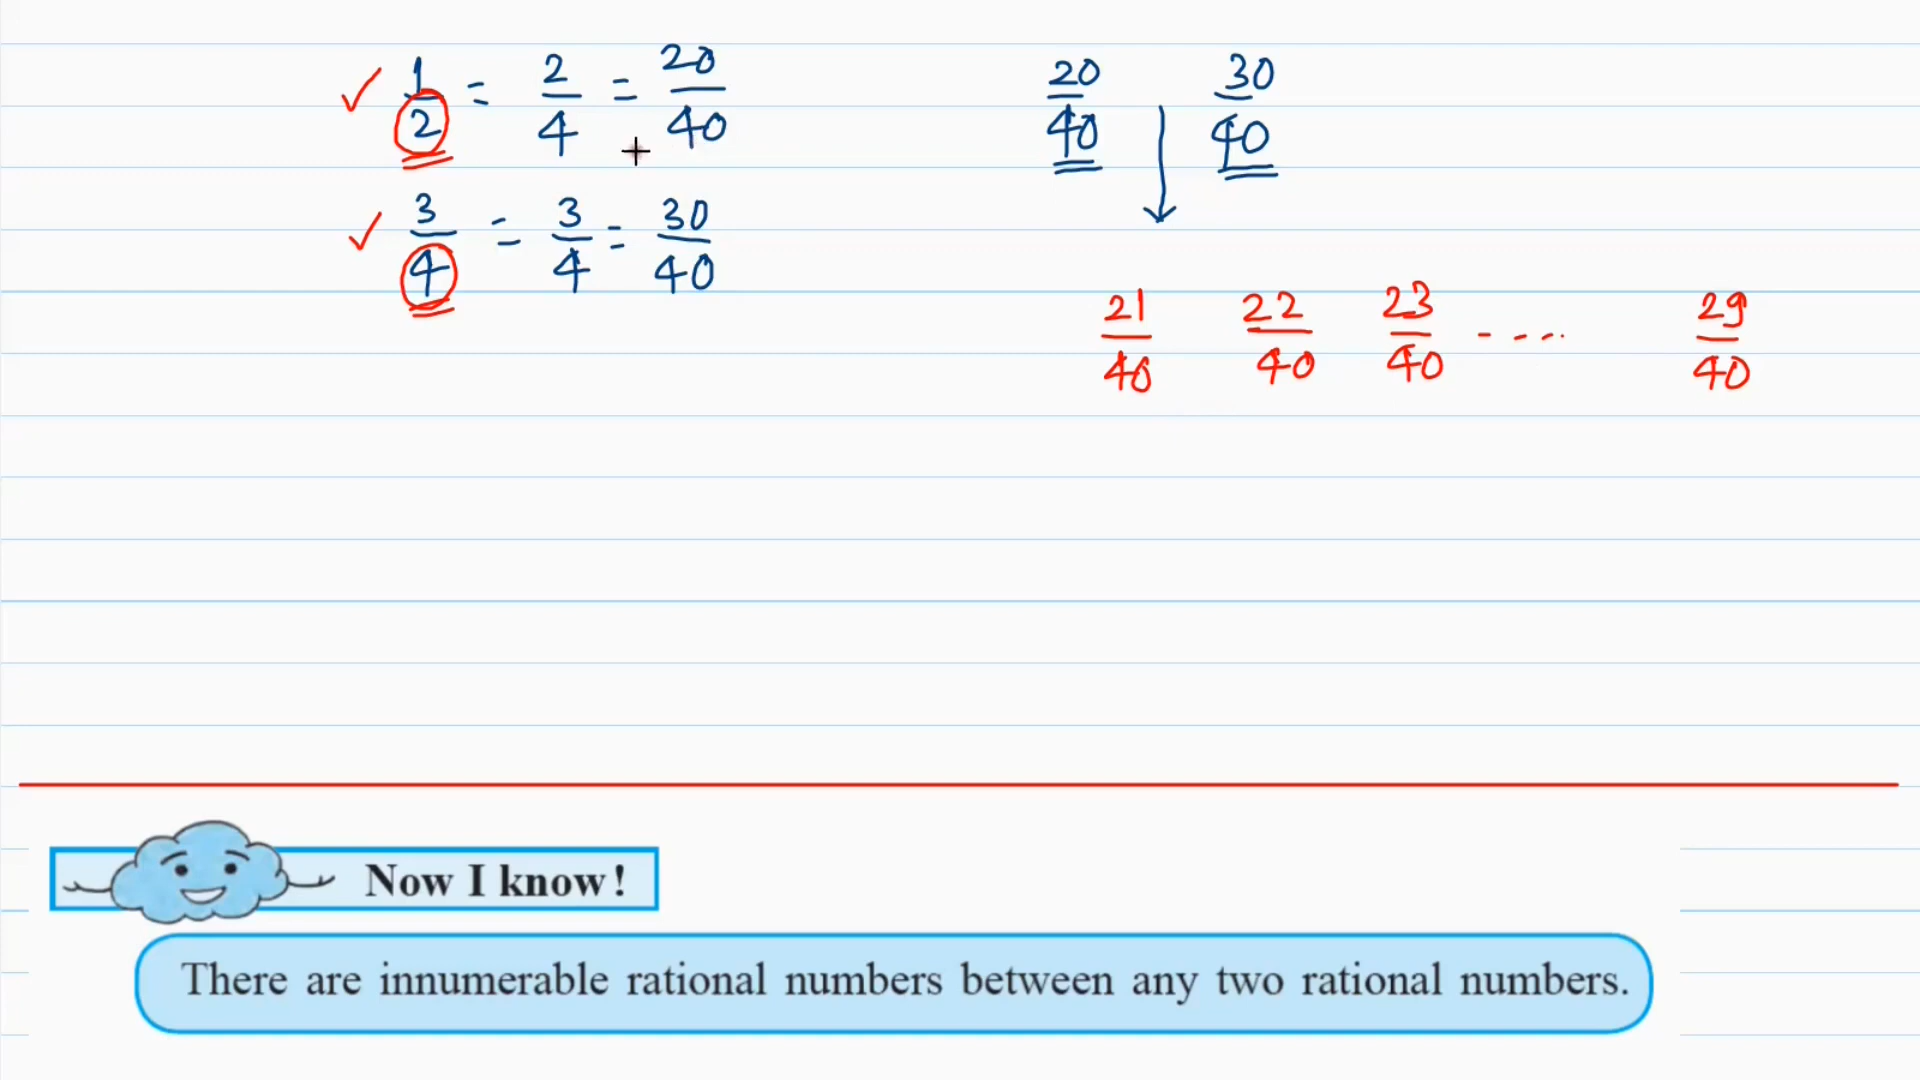 1/2 = 2/4 = 20/40
3/4 = 3/4 = 30/40
20/40 30/40
21/40 22/40 23/40 ---.. 29/40
Now I know!
There are innumerable rational numbers between any two rational numbers.